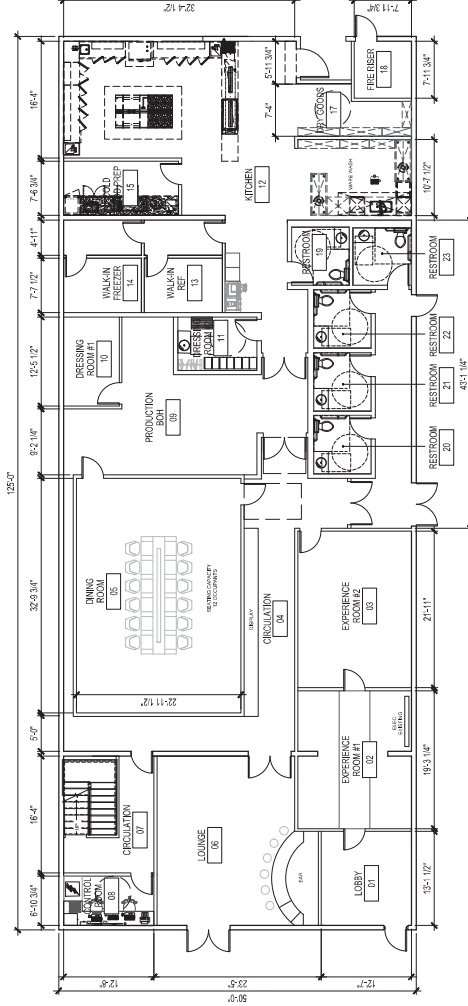 125'-0"
6'-10 3/4"
16'-4"
5'-0"
32'-9 3/4"
9'-2 1/4"
12'-5 1/2"
7'-7 1/2"
4'-11"
7'-6 3/4"
16'-4"
50'-0"
12'-8"
23'-5"
12'-7"
32'-4 1/2"
7'-11 3/4"
CONTROL
ROOM
08
CIRCULATION
07
UP
LOUNGE
06
BAR
LOBBY
01
EXPERIENCE
ROOM #1
02
ELEC.
EXISTING
EXPERIENCE
ROOM #2
03
CIRCULATION
04
DISPLAY
DINING
ROOM
05
SEATING CAPACITY
12 OCCUPANTS
22'-11 1/2"
PRODUCTION
BOH
09
DRESSING
ROOM #1
10
DRESSING
ROOM
11
WALK-IN
FREEZER
14
WALK-IN
REF
13
COLD
PREP
15
KITCHEN
12
WARE WASH
DRY GOODS
17
FIRE RISER
18
5'-11 3/4"
7'-4"
7'-11 3/4"
10'-7 1/2"
RESTROOM
19
RESTROOM
20
RESTROOM
21
RESTROOM
22
RESTROOM
23
43'-1 1/4"
13'-1 1/2"
19'-3 1/4"
21'-11"